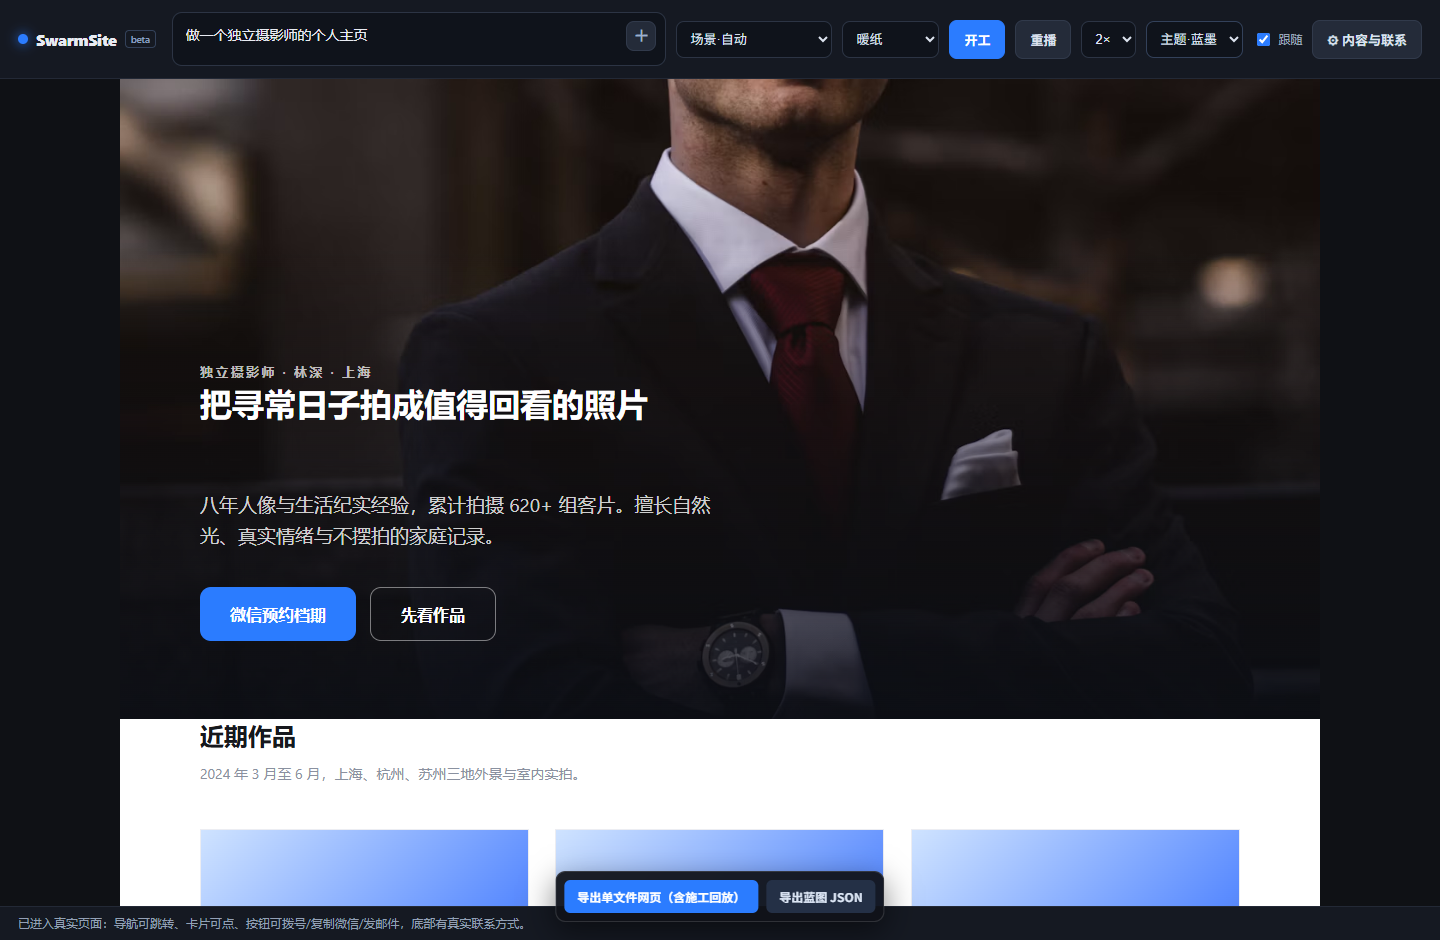 SwarmSite beta
做一个独立摄影师的个人主页
+
场景·自动
暖纸
开工
重播
2×
主题·蓝墨
跟随
⚙ 内容与联系
独立摄影师 · 林深 · 上海
把寻常日子拍成值得回看的照片
八年人像与生活纪实经验，累计拍摄 620+ 组客片。擅长自然
光、真实情绪与不摆拍的家庭记录。
微信预约档期
先看作品
近期作品
2024 年 3 月至 6 月，上海、杭州、苏州三地外景与室内实拍。
导出单文件网页（含施工回放）
导出蓝图 JSON
已进入真实页面：导航可跳转、卡片可点、按钮可拨号/复制微信/发邮件，底部有真实联系方式。